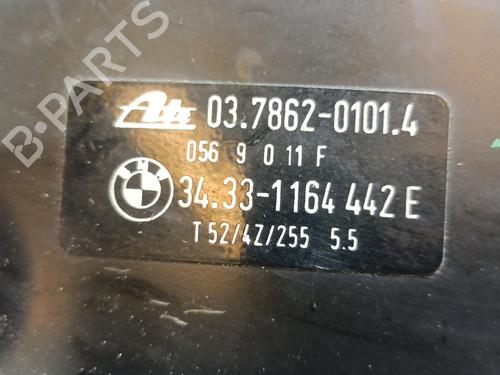 B-PARTS
Ate 03.7862-0101.4
056 9 0 11 F
BMW 34.33-1164 442 E
T 52/4Z/255 5.5